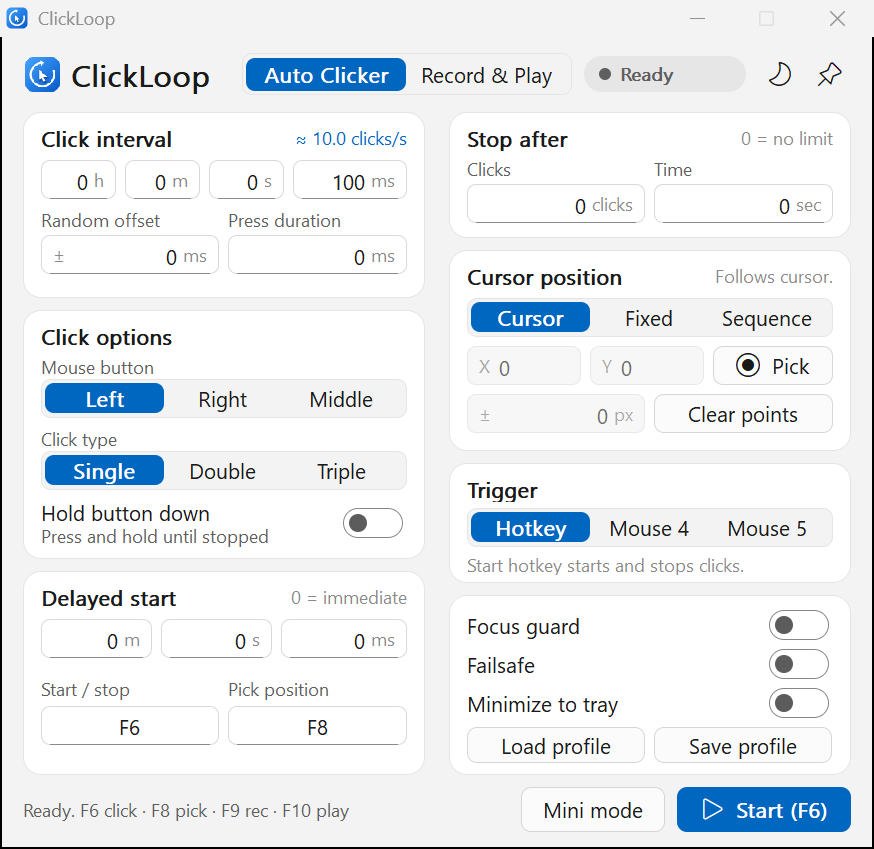 ClickLoop
ClickLoop
Auto Clicker
Record & Play
Ready
Click interval
≈ 10.0 clicks/s
0 h
0 m
0 s
100 ms
Random offset
Press duration
± 0 ms
0 ms
Click options
Mouse button
Left
Right
Middle
Click type
Single
Double
Triple
Hold button down
Press and hold until stopped
Delayed start
0 = immediate
0 m
0 s
0 ms
Start / stop
Pick position
F6
F8
Stop after
0 = no limit
Clicks
Time
0 clicks
0 sec
Cursor position
Follows cursor.
Cursor
Fixed
Sequence
X 0
Y 0
Pick
± 0 px
Clear points
Trigger
Hotkey
Mouse 4
Mouse 5
Start hotkey starts and stops clicks.
Focus guard
Failsafe
Minimize to tray
Load profile
Save profile
Ready. F6 click · F8 pick · F9 rec · F10 play
Mini mode
Start (F6)